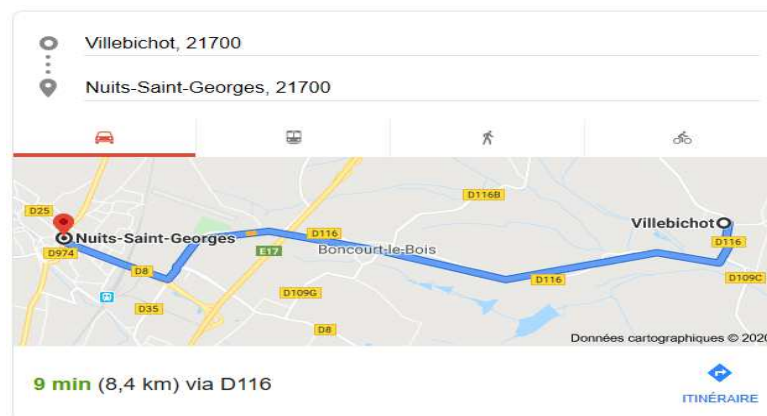 Villebichot, 21700
Nuits-Saint-Georges, 21700
D116B
D25
Villebichot
Nuits-Saint-Georges
D116
D116
E17
Boncourt-le-Bois
D974
D8
D116
D109C
D109G
D35
D8
Données cartographiques © 2020
9 min (8,4 km) via D116
ITINÉRAIRE